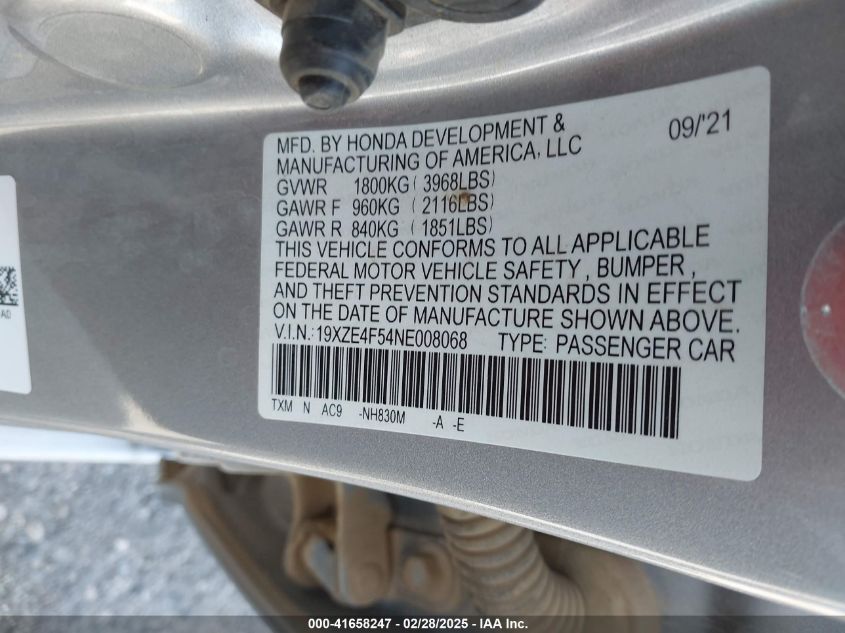 MFD. BY HONDA DEVELOPMENT & 09/'21
MANUFACTURING OF AMERICA, LLC
GVWR 1800KG ( 3968LBS)
GAWR F 960KG ( 2116LBS)
GAWR R 840KG ( 1851LBS)
THIS VEHICLE CONFORMS TO ALL APPLICABLE
FEDERAL MOTOR VEHICLE SAFETY , BUMPER ,
AND THEFT PREVENTION STANDARDS IN EFFECT
ON THE DATE OF MANUFACTURE SHOWN ABOVE.
V.I.N.:19XZE4F54NE008068 TYPE: PASSENGER CAR
TXM N AC9 -NH830M -A -E
000-41658247 - 02/28/2025 - IAA Inc.